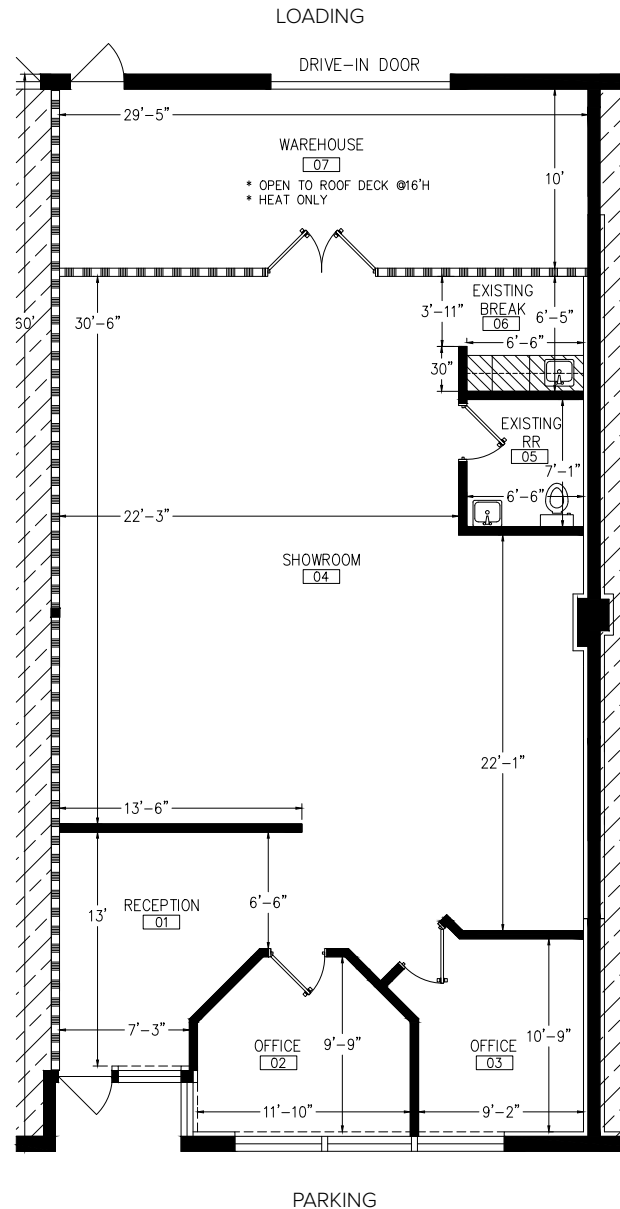 LOADING
DRIVE-IN DOOR
29'-5"
WAREHOUSE
07
* OPEN TO ROOF DECK @16'H
* HEAT ONLY
10'
60'
30'-6"
3'-11"
EXISTING
BREAK
06
6'-5"
6'-6"
30"
EXISTING
RR
05
7'-1"
6'-6"
22'-3"
SHOWROOM
04
22'-1"
13'-6"
13'
RECEPTION
01
6'-6"
7'-3"
OFFICE
02
9'-9"
11'-10"
OFFICE
03
10'-9"
9'-2"
PARKING